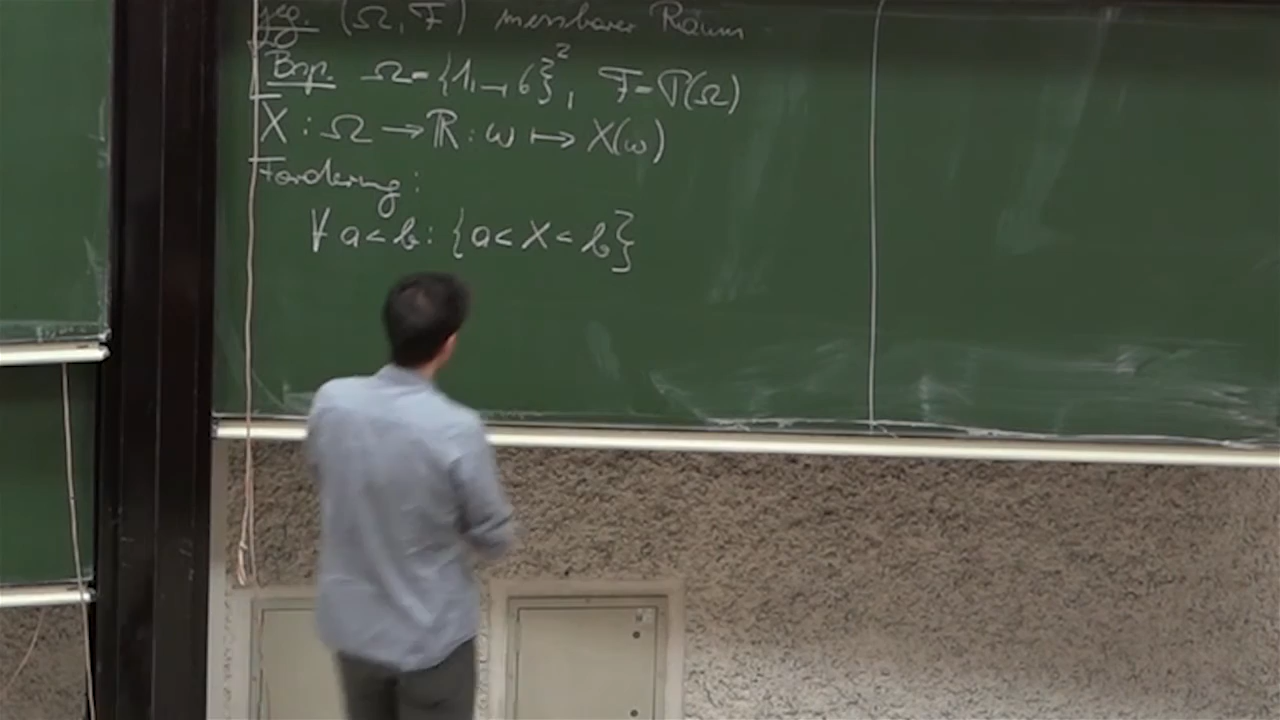 geg. (Ω, F) messbarer Raum
Bsp. Ω = {1, ..., 6}², F = P(Ω)
X : Ω → ℝ : ω ↦ X(ω)
Forderung:
∀ a < b : {a < X < b}